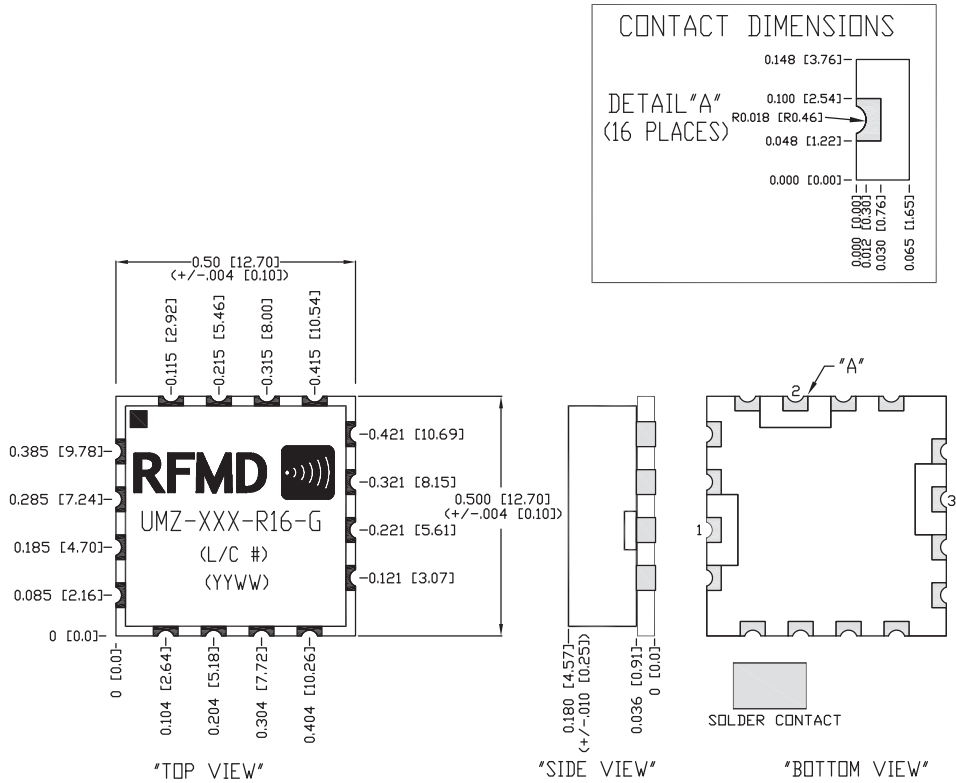 CONTACT DIMENSIONS
0.148 [3.76]
0.100 [2.54]
DETAIL"A"
(16 PLACES)
R0.018 [R0.46]
0.048 [1.22]
0.000 [0.00]
0.000 [0.00]
0.012 [0.30]
0.030 [0.76]
0.065 [1.65]
0.50 [12.70]
(+/-.004 [0.10])
0.115 [2.92]
0.215 [5.46]
0.315 [8.00]
0.415 [10.54]
0.385 [9.78]
0.285 [7.24]
0.185 [4.70]
0.085 [2.16]
0 [0.0]
RFMD
UMZ-XXX-R16-G
(L/C #)
(YYWW)
0.421 [10.69]
0.321 [8.15]
0.221 [5.61]
0.121 [3.07]
0.500 [12.70]
(+/-.004 [0.10])
0 [0.0]
0.104 [2.64]
0.204 [5.18]
0.304 [7.72]
0.404 [10.26]
"TOP VIEW"
0.180 [4.57]
(+/-.010 [0.25])
0.036 [0.91]
0 [0.0]
"SIDE VIEW"
"A"
2
1
3
SOLDER CONTACT
"BOTTOM VIEW"